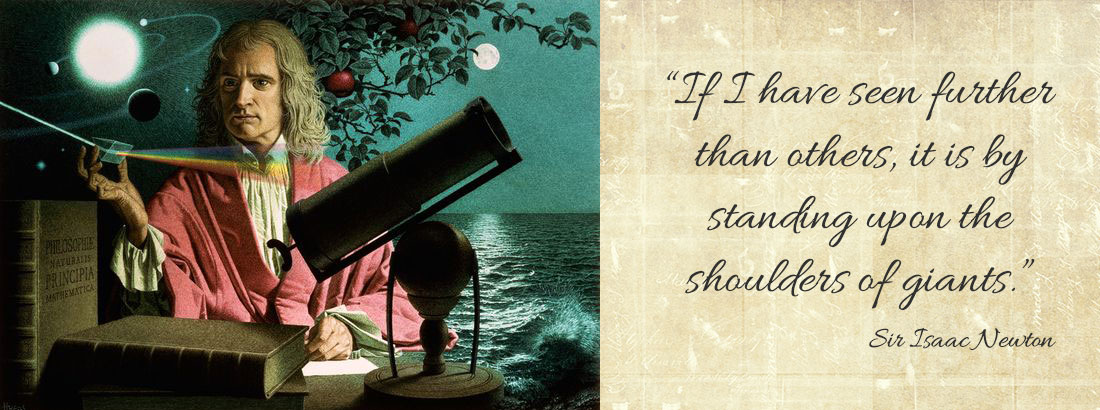 PHILOSOPHIÆ
NATURALIS
PRINCIPIA
MATHEMATICA
“If I have seen further
than others, it is by
standing upon the
shoulders of giants.”
Sir Isaac Newton